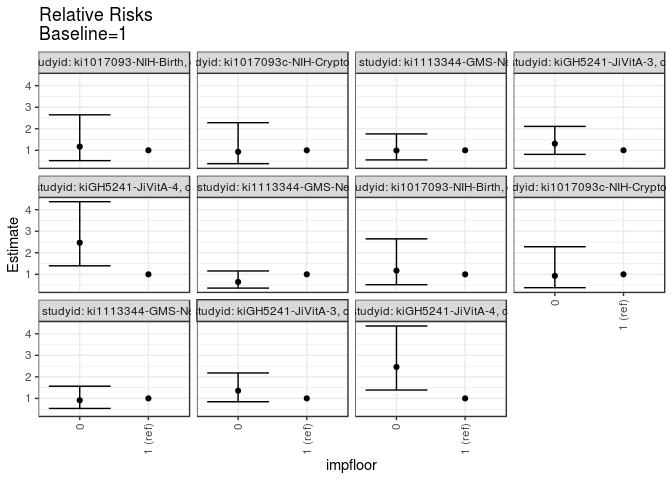 Relative Risks
Baseline=1
studyid: ki1017093-NIH-Birth,
studyid: ki1017093c-NIH-Crypto
studyid: ki1113344-GMS-Ne
studyid: kiGH5241-JiVitA-3, c
4
3
2
1
studyid: kiGH5241-JiVitA-4, c
studyid: ki1113344-GMS-Ne
studyid: ki1017093-NIH-Birth,
studyid: ki1017093c-NIH-Crypto
4
3
2
1
Estimate
studyid: ki1113344-GMS-Ne
studyid: kiGH5241-JiVitA-3, c
studyid: kiGH5241-JiVitA-4, c
4
3
2
1
0
1 (ref)
0
1 (ref)
0
1 (ref)
0
1 (ref)
impfloor